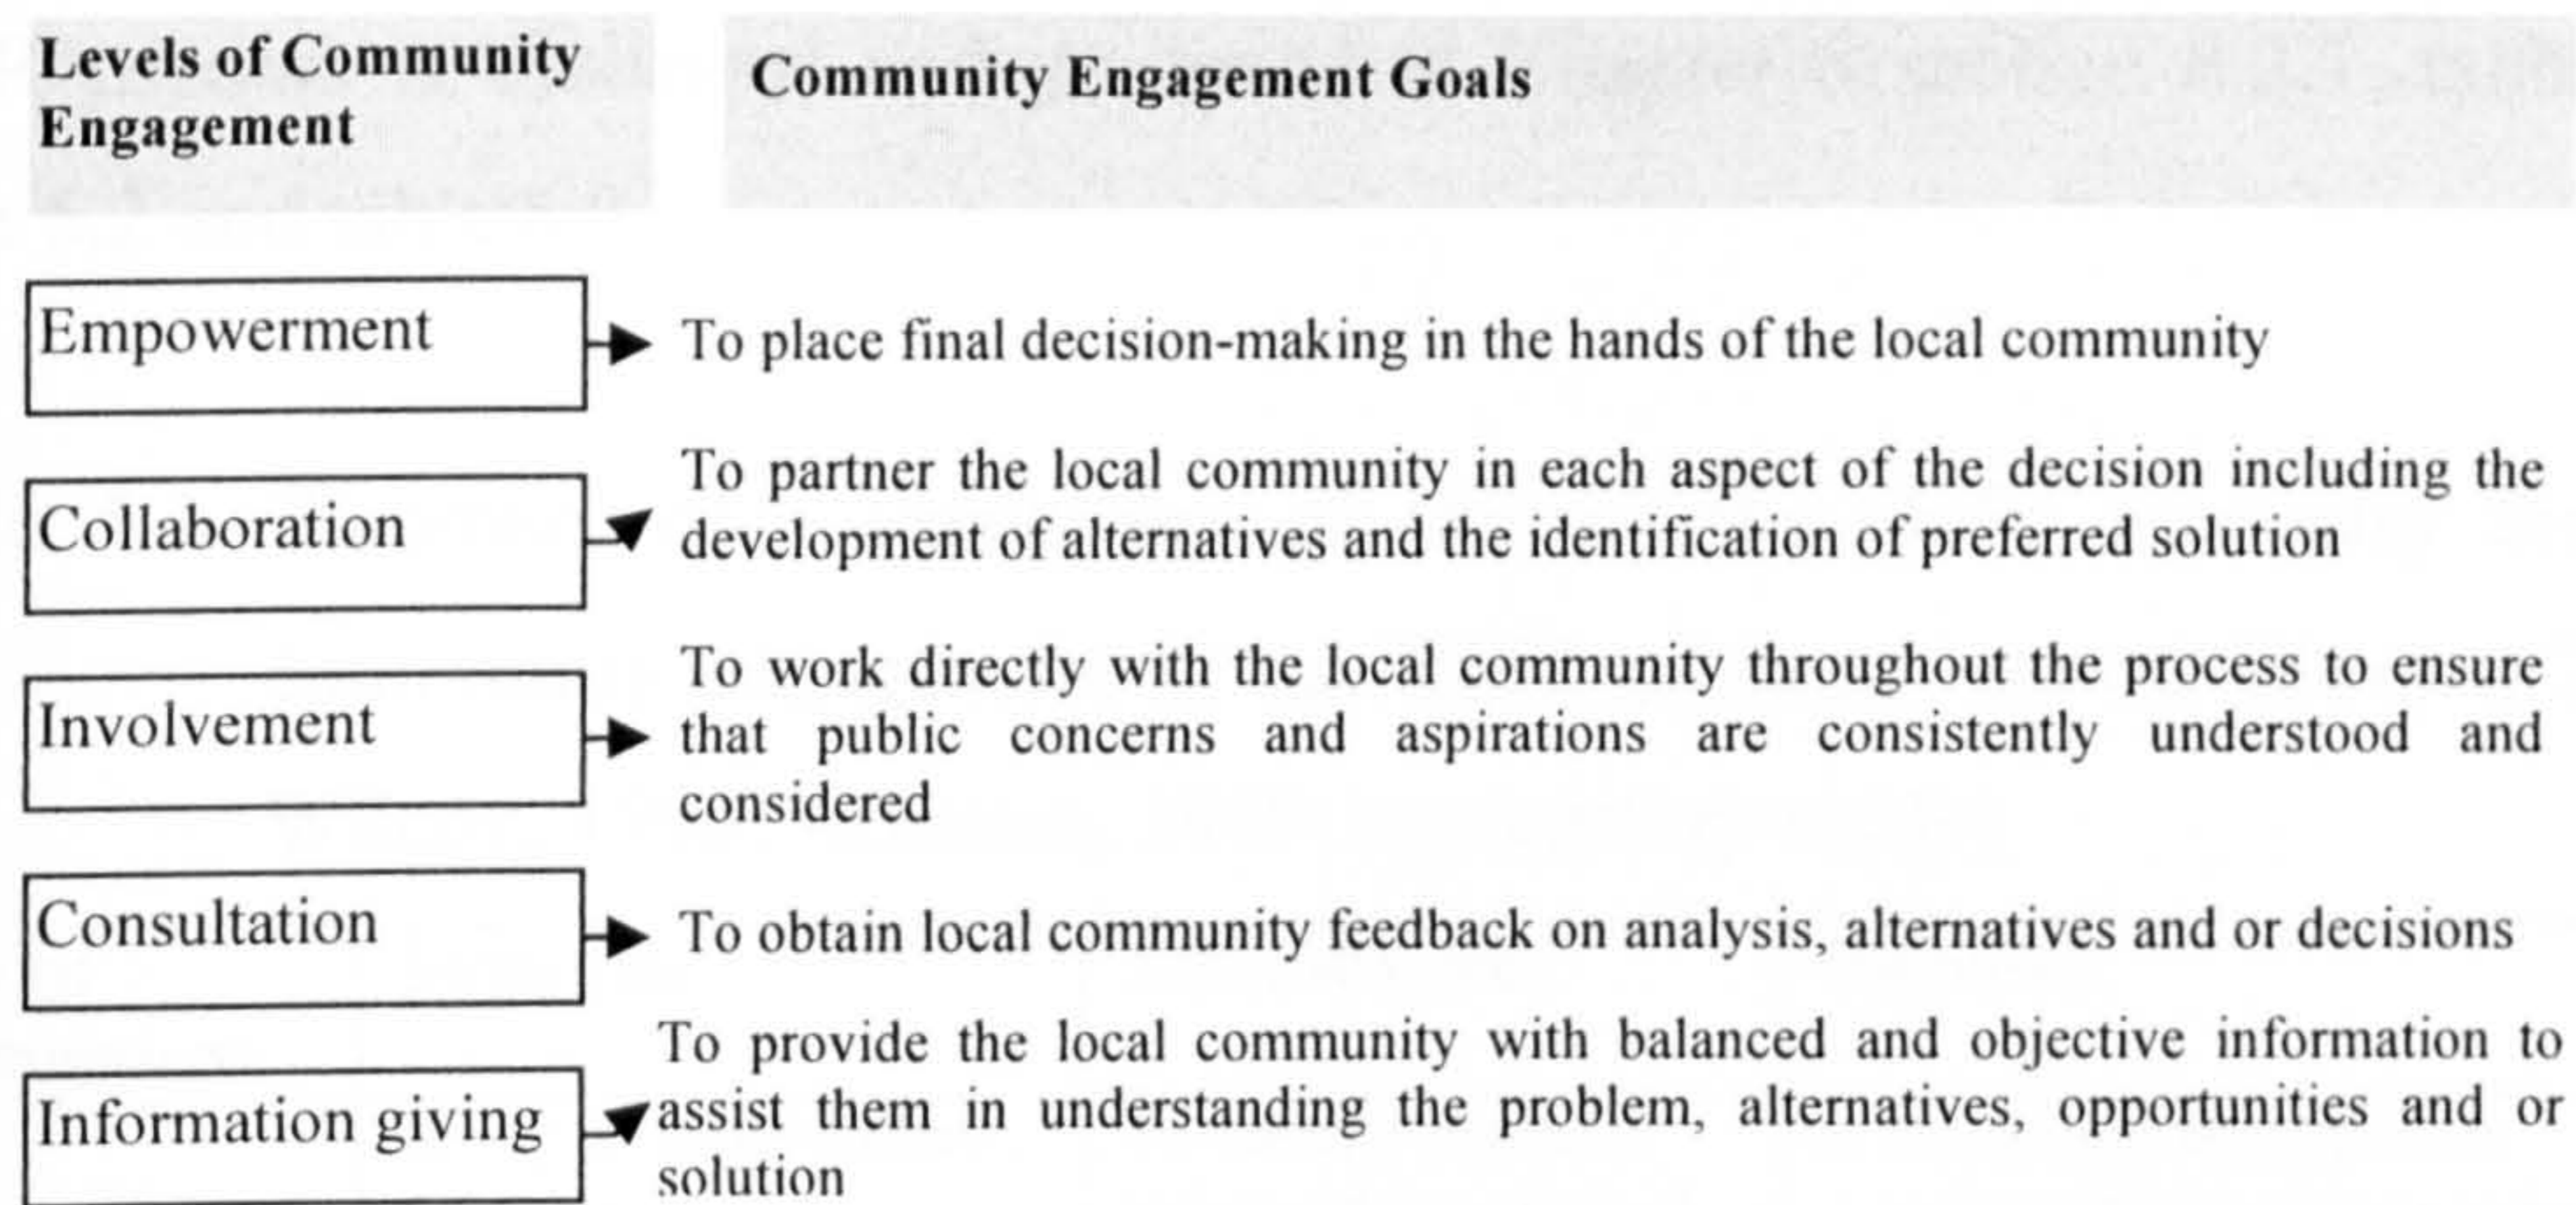 Levels of Community
Engagement
Community Engagement Goals
Empowerment
To place final decision-making in the hands of the local community
Collaboration
To partner the local community in each aspect of the decision including the
development of alternatives and the identification of preferred solution
Involvement
To work directly with the local community throughout the process to ensure
that public concerns and aspirations are consistently understood and
considered
Consultation
To obtain local community feedback on analysis, alternatives and or decisions
Information giving
To provide the local community with balanced and objective information to
assist them in understanding the problem, alternatives, opportunities and or
solution